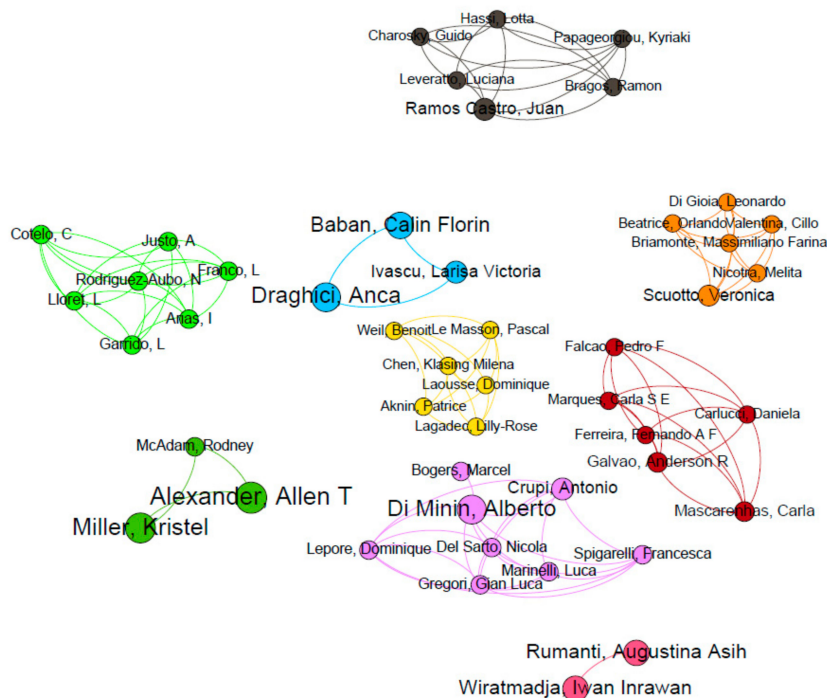 Hassi, Lotta
Charosky, Guido
Papageorgiou, Kyriaki
Leveratto, Luciana
Bragos, Ramon
Ramos Castro, Juan
Cotelo, C
Justo, A
Franco, L
Rodriguez-Aubo, N
Lloret, L
Arias, I
Garrido, L
Baban, Calin Florin
Ivascu, Larisa Victoria
Draghici, Anca
Di Gioia, Leonardo
Beatrice, Orlando
Valentina, Cillo
Briamonte, Massimiliano Farina
Nicotra, Melita
Scuotto, Veronica
Weil, Benoit
Le Masson, Pascal
Chen, Klasing Milena
Laousse, Dominique
Aknin, Patrice
Lagadec, Lilly-Rose
Falcao, Pedro F
Marques, Carla S E
Carlucci, Daniela
Ferreira, Fernando A F
Galvao, Anderson R
Mascaronhas, Carla
McAdam, Rodney
Alexander, Allen T
Miller, Kristel
Bogers, Marcel
Crupi, Antonio
Di Minin, Alberto
Lepore, Dominique
Del Sarto, Nicola
Spigarelli, Francesca
Marinelli, Luca
Gregori, Gian Luca
Rumanti, Augustina Asih
Wiratmadja, Iwan Inrawan